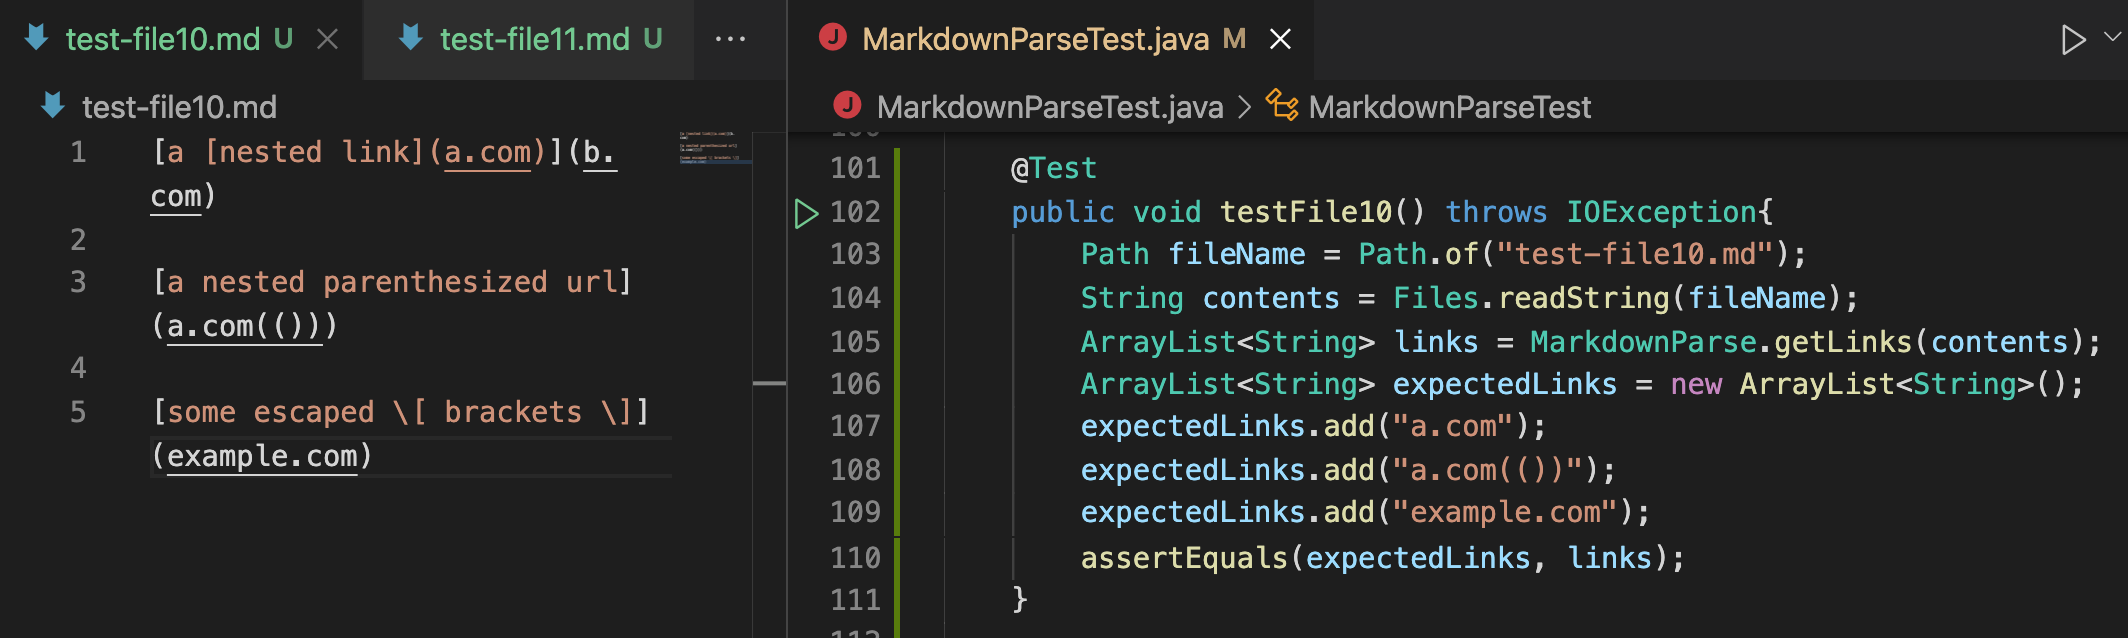 test-file10.md U
test-file11.md U ...
test-file10.md
1 [a [nested link](a.com)](b.
com)
2
3 [a nested parenthesized url]
(a.com(()))
4
5 [some escaped \[ brackets \]]
(example.com)
J MarkdownParseTest.java M
J MarkdownParseTest.java > MarkdownParseTest
101 @Test
102 public void testFile10() throws IOException{
103 Path fileName = Path.of("test-file10.md");
104 String contents = Files.readString(fileName);
105 ArrayList<String> links = MarkdownParse.getLinks(contents);
106 ArrayList<String> expectedLinks = new ArrayList<String>();
107 expectedLinks.add("a.com");
108 expectedLinks.add("a.com(())");
109 expectedLinks.add("example.com");
110 assertEquals(expectedLinks, links);
111 }